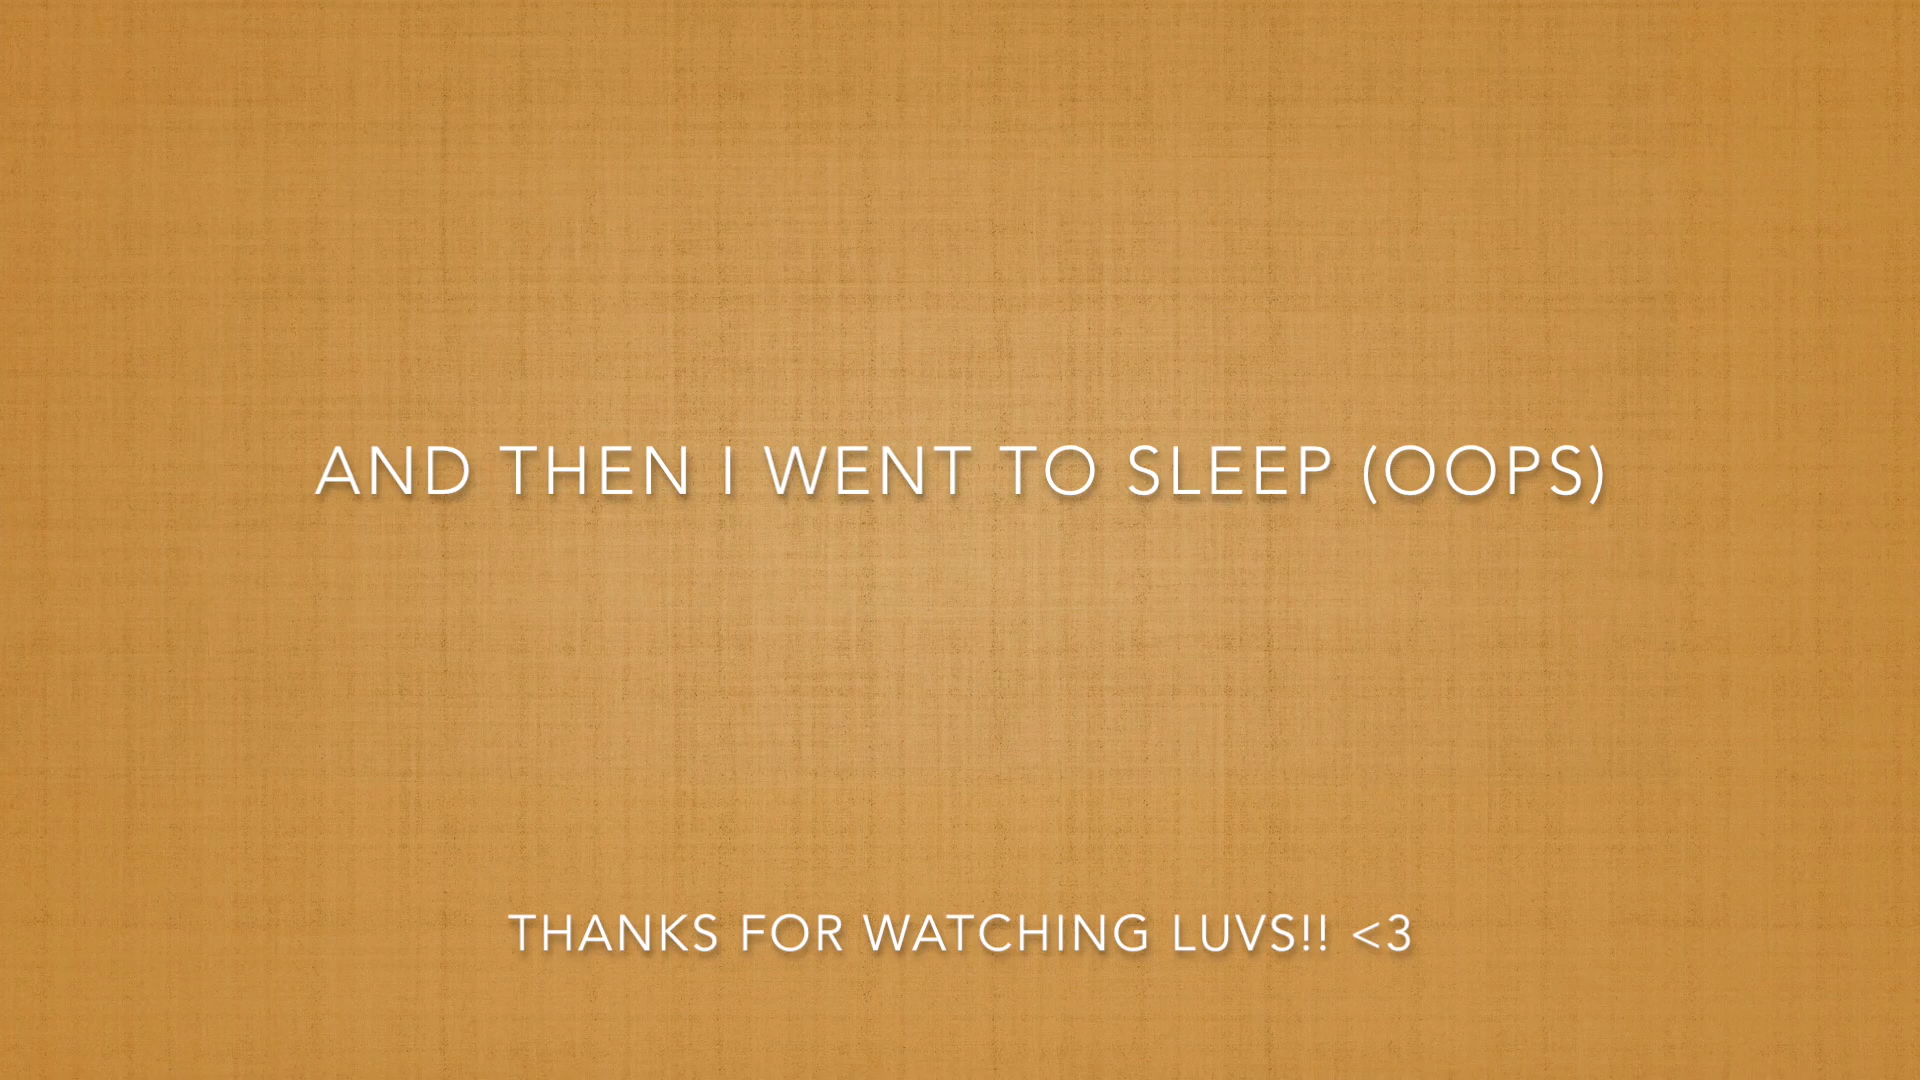 AND THEN I WENT TO SLEEP (OOPS)
THANKS FOR WATCHING LUVS!! <3